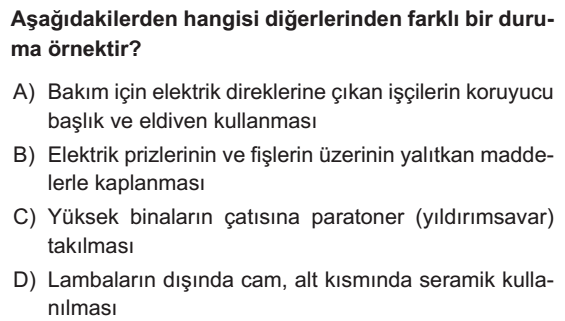 Aşağıdakilerden hangisi diğerlerinden farklı bir duru-
ma örnektir?
A) Bakım için elektrik direklerine çıkan işçilerin koruyucu
başlık ve eldiven kullanması
B) Elektrik prizlerinin ve fişlerin üzerinin yalıtkan madde-
lerle kaplanması
C) Yüksek binaların çatısına paratoner (yıldırımsavar)
takılması
D) Lambaların dışında cam, alt kısmında seramik kulla-
nılması